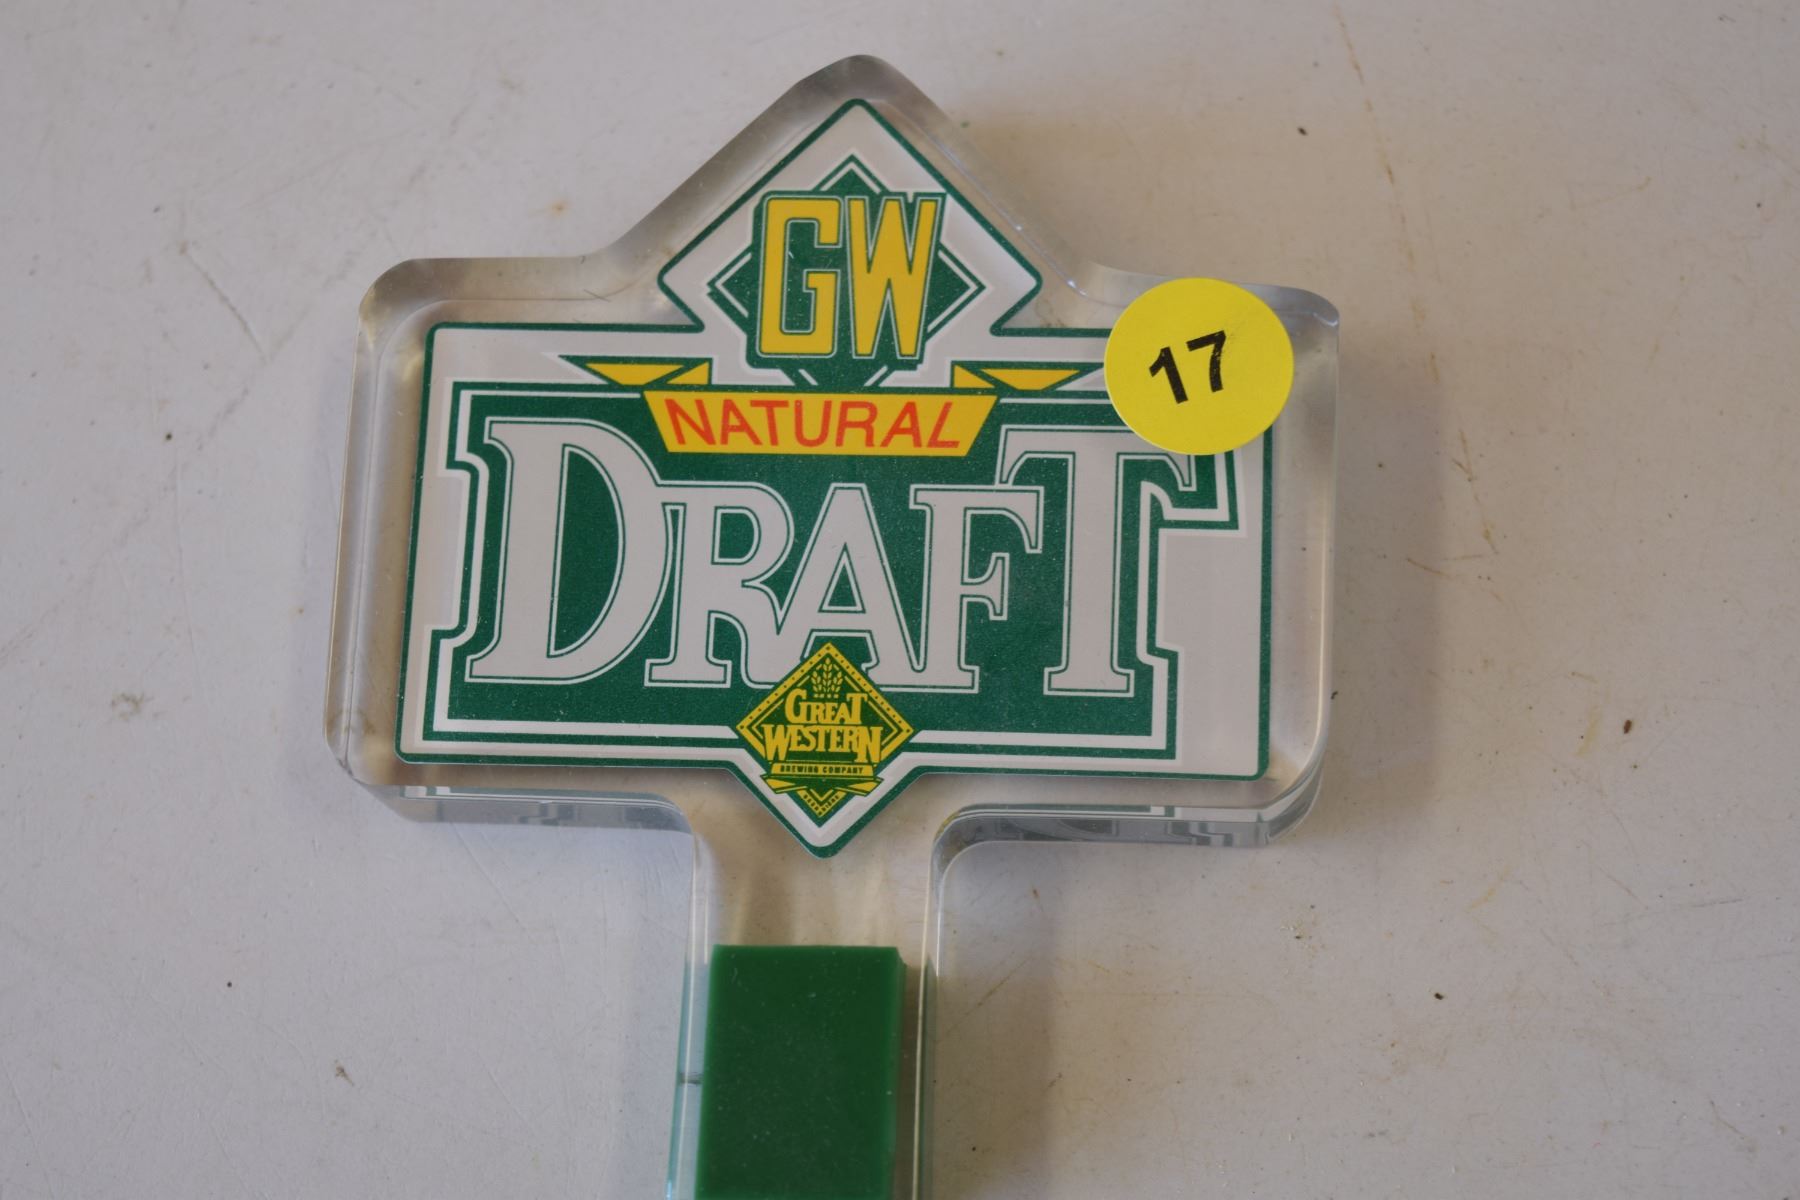 GW
17
NATURAL
DRAFT
GREAT
WESTERN
BREWING COMPANY